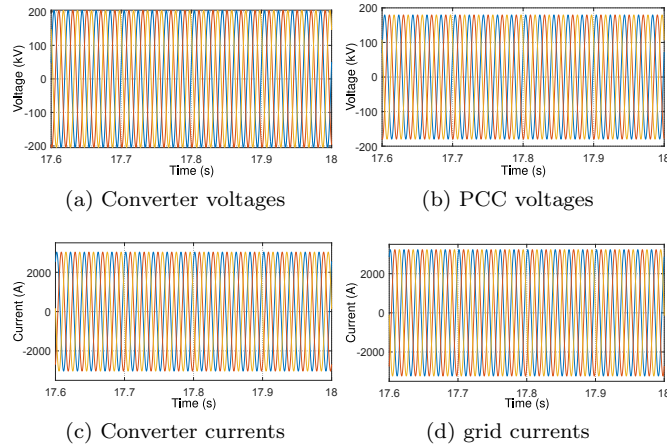 200
100
0
-100
-200
Voltage (kV)
17.6 17.7 17.8 17.9 18
Time (s)
(a) Converter voltages
200
100
0
-100
-200
Voltage (kV)
17.6 17.7 17.8 17.9 18
Time (s)
(b) PCC voltages
2000
0
-2000
Current (A)
17.6 17.7 17.8 17.9 18
Time (s)
(c) Converter currents
2000
0
-2000
Current (A)
17.6 17.7 17.8 17.9 18
Time (s)
(d) grid currents